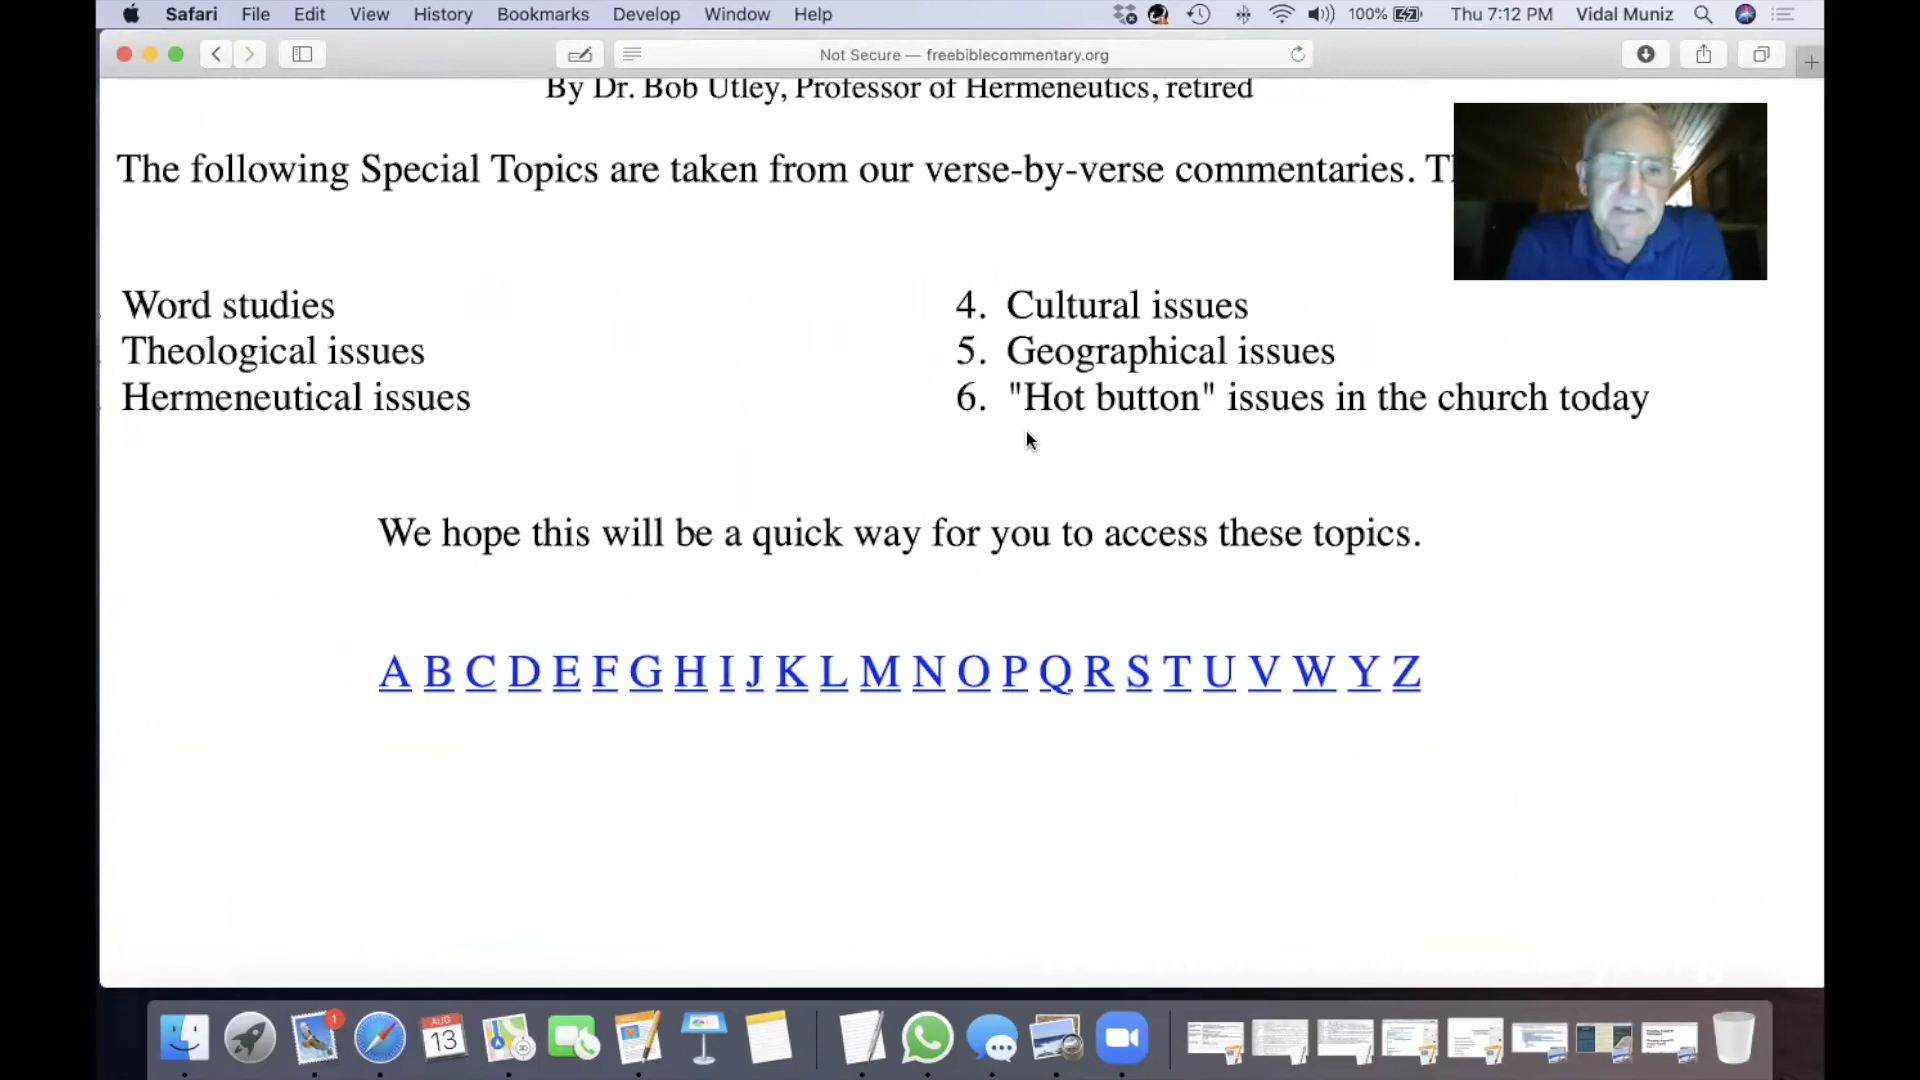 Safari File Edit View History Bookmarks Develop Window Help 100% Thu 7:12 PM Vidal Muniz
Not Secure — freebiblecommentary.org
By Dr. Bob Utley, Professor of Hermeneutics, retired
The following Special Topics are taken from our verse-by-verse commentaries.
Word studies
Theological issues
Hermeneutical issues
4. Cultural issues
5. Geographical issues
6. "Hot button" issues in the church today
We hope this will be a quick way for you to access these topics.
A B C D E F G H I J K L M N O P Q R S T U V W Y Z
1
AUG
13